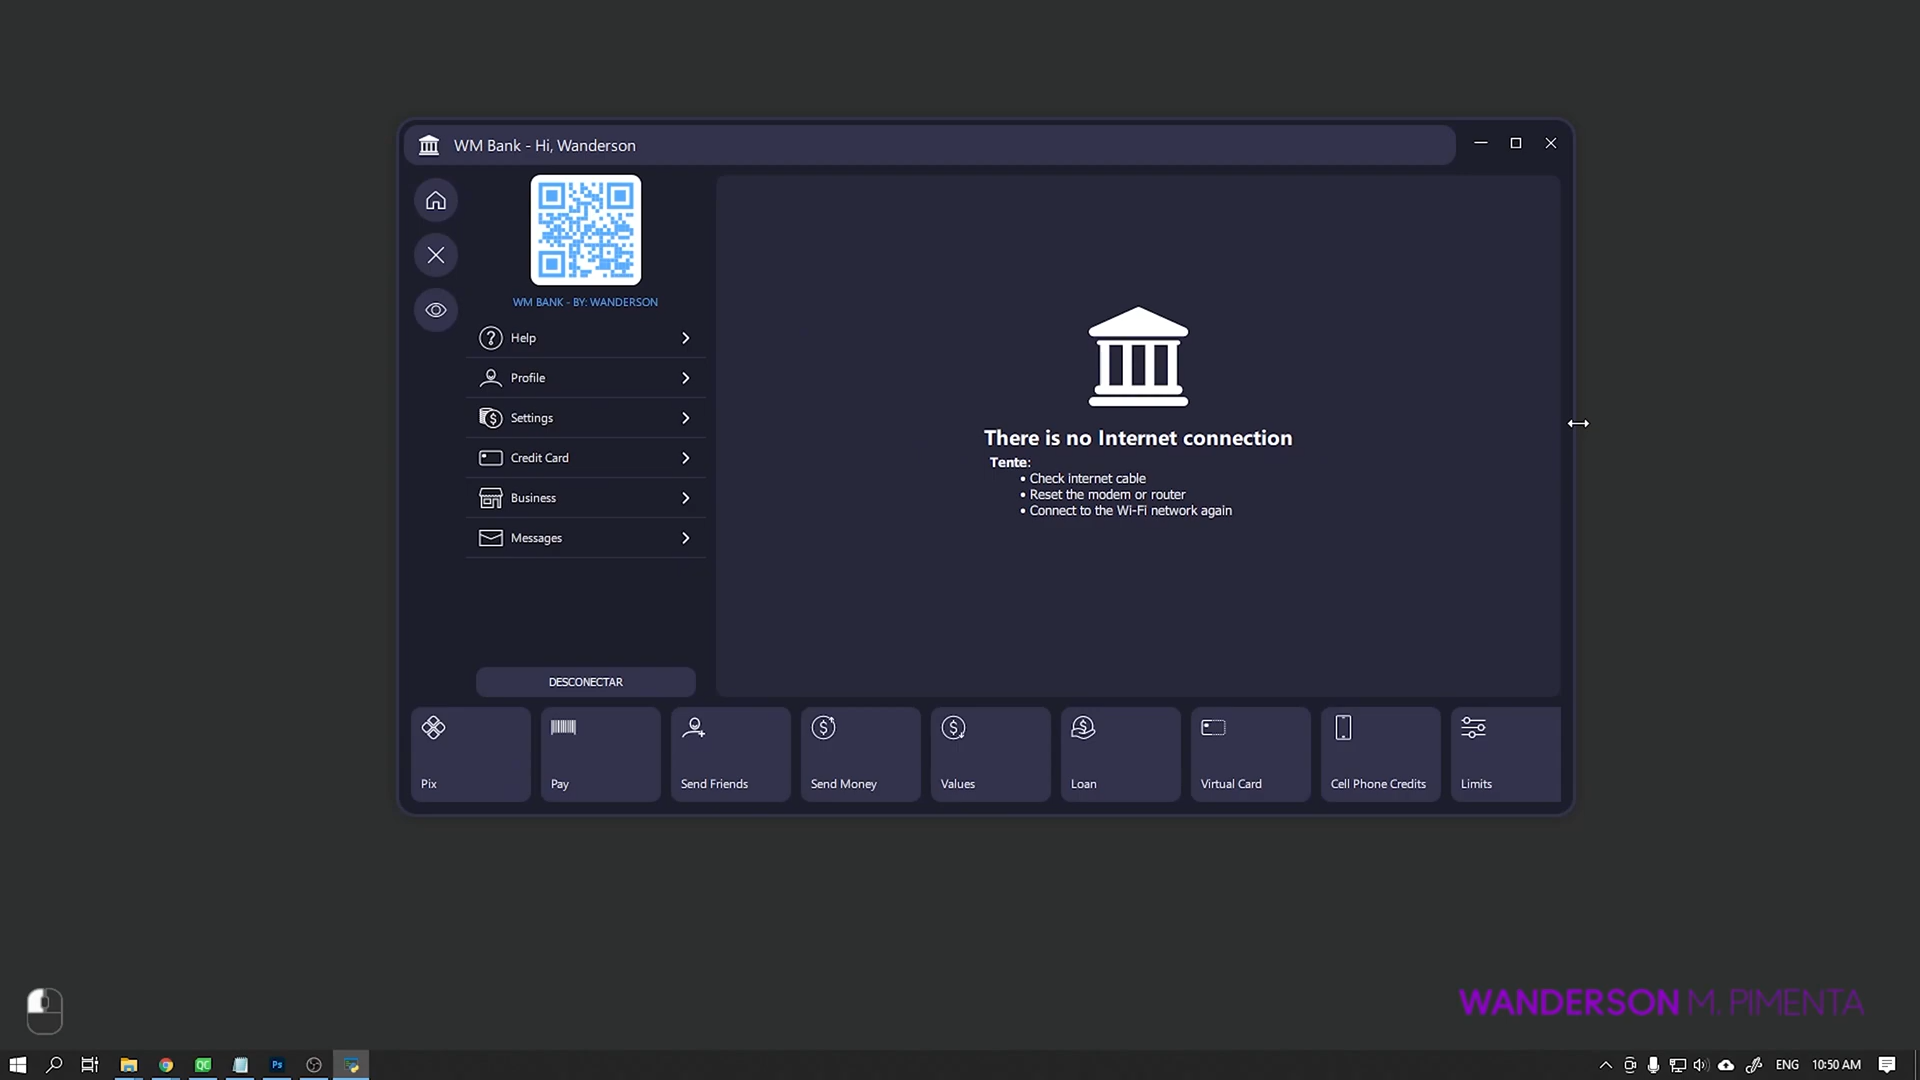 WM Bank - Hi, Wanderson
WM BANK - BY: WANDERSON
Help
Profile
Settings
Credit Card
Business
Messages
DESCONECTAR
There is no Internet connection
Tente:
• Check internet cable
• Reset the modem or router
• Connect to the Wi-Fi network again
Pix
Pay
Send Friends
Send Money
Values
Loan
Virtual Card
Cell Phone Credits
Limits
WANDERSON M. PIMENTA
QC
Ps
ENG
10:50 AM